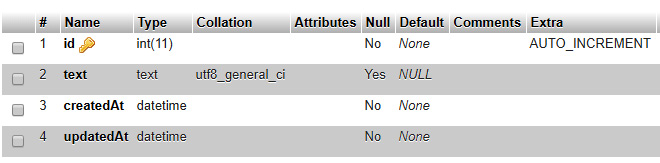 # Name Type Collation Attributes Null Default Comments Extra
1 id int(11) No None AUTO_INCREMENT
2 text text utf8_general_ci Yes NULL
3 createdAt datetime No None
4 updatedAt datetime No None